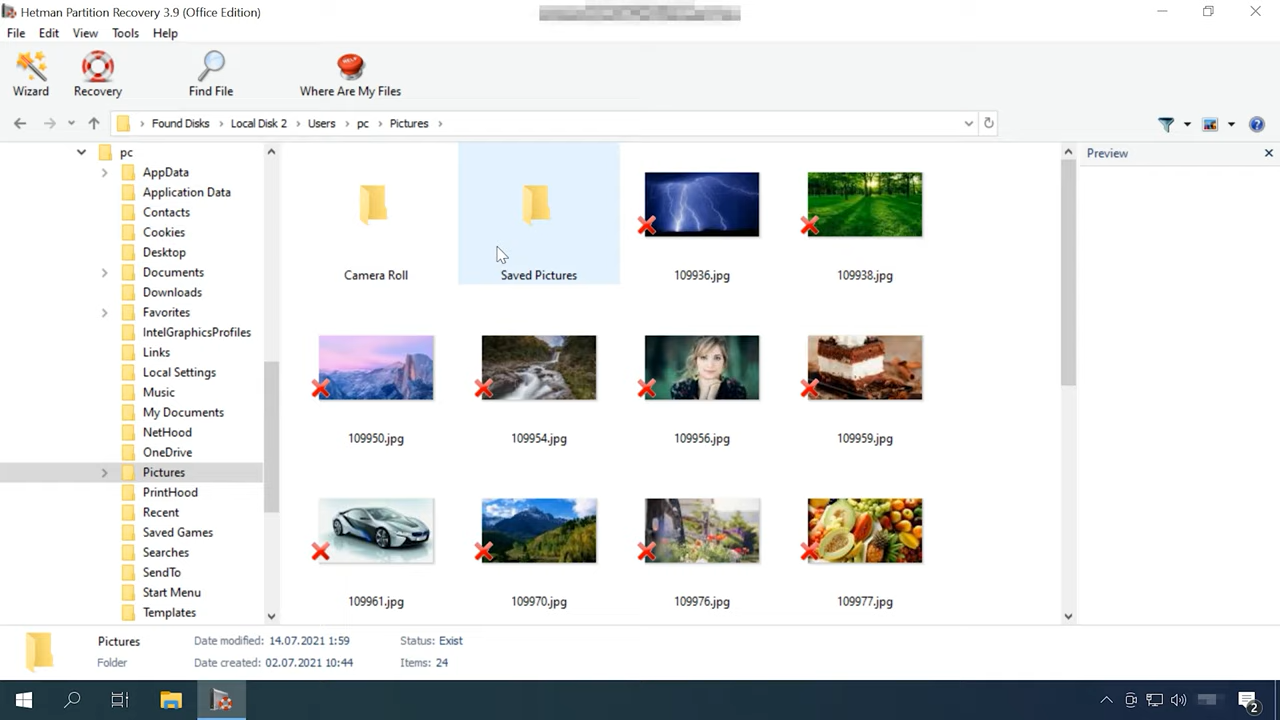 Hetman Partition Recovery 3.9 (Office Edition)
File Edit View Tools Help
Wizard Recovery Find File HELP Where Are My Files
Found Disks Local Disk 2 Users pc Pictures
pc
AppData
Application Data
Contacts
Cookies
Desktop
Documents
Downloads
Favorites
IntelGraphicsProfiles
Links
Local Settings
Music
My Documents
NetHood
OneDrive
Pictures
PrintHood
Recent
Saved Games
Searches
SendTo
Start Menu
Templates
Camera Roll Saved Pictures 109936.jpg 109938.jpg
109950.jpg 109954.jpg 109956.jpg 109959.jpg
109961.jpg 109970.jpg 109976.jpg 109977.jpg
Preview
Pictures Date modified: 14.07.2021 1:59 Status: Exist
Folder Date created: 02.07.2021 10:44 Items: 24
2